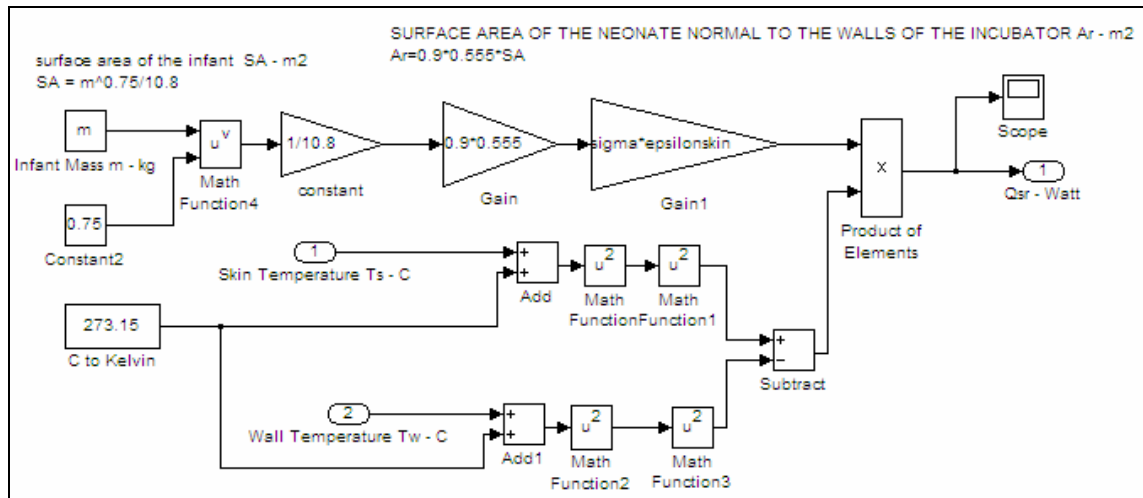 SURFACE AREA OF THE NEONATE NORMAL TO THE WALLS OF THE INCUBATOR Ar - m2
Ar=0.9*0.555*SA
surface area of the infant SA - m2
SA = m^0.75/10.8
m
Infant Mass m - kg
u^v
Math
Function4
1/10.8
constant
0.9*0.555
Gain
sigma*epsilonskin
Gain1
X
Product of
Elements
Scope
1
Qsr - Watt
0.75
Constant2
1
Skin Temperature Ts - C
+
+
Add
u^2
Math
Function
u^2
Math
Function1
273.15
C to Kelvin
+
−
Subtract
2
Wall Temperature Tw - C
+
+
Add1
u^2
Math
Function2
u^2
Math
Function3